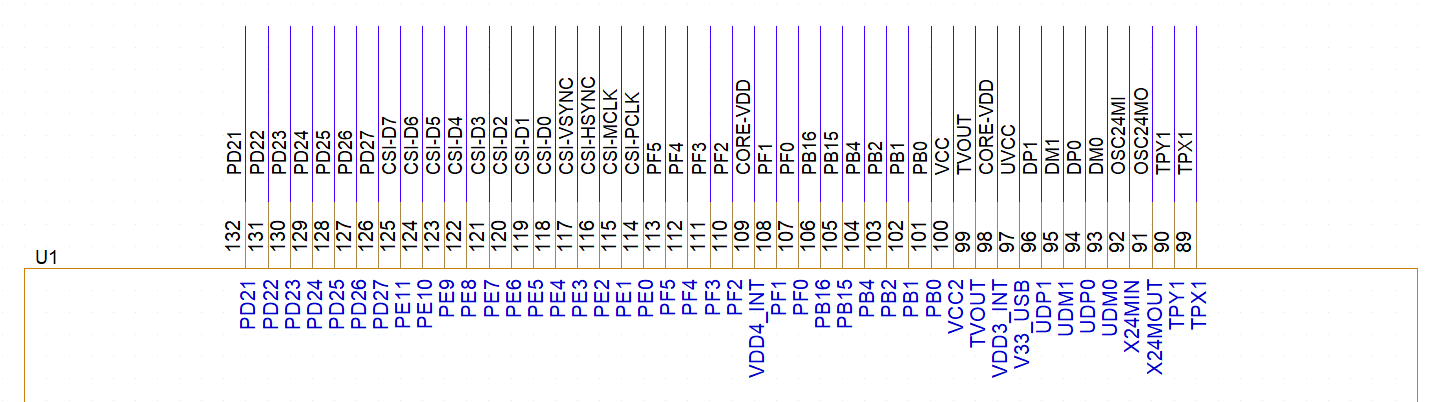 PD21
PD22
PD23
PD24
PD25
PD26
PD27
CSI-D7
CSI-D6
CSI-D5
CSI-D4
CSI-D3
CSI-D2
CSI-D1
CSI-D0
CSI-VSYNC
CSI-HSYNC
CSI-MCLK
CSI-PCLK
PF5
PF4
PF3
PF2
CORE-VDD
PF1
PF0
PB16
PB15
PB4
PB2
PB1
PB0
VCC
TVOUT
CORE-VDD
UVCC
DP1
DM1
DP0
DM0
OSC24MI
OSC24MO
TPY1
TPX1
132
131
130
129
128
127
126
125
124
123
122
121
120
119
118
117
116
115
114
113
112
111
110
109
108
107
106
105
104
103
102
101
100
99
98
97
96
95
94
93
92
91
90
89
U1
PD21
PD22
PD23
PD24
PD25
PD26
PD27
PE11
PE10
PE9
PE8
PE7
PE6
PE5
PE4
PE3
PE2
PE1
PE0
PF5
PF4
PF3
PF2
VDD4_INT
PF1
PF0
PB16
PB15
PB4
PB2
PB1
PB0
VCC2
TVOUT
VDD3_INT
V33_USB
UDP1
UDM1
UDP0
UDM0
X24MIN
X24MOUT
TPY1
TPX1